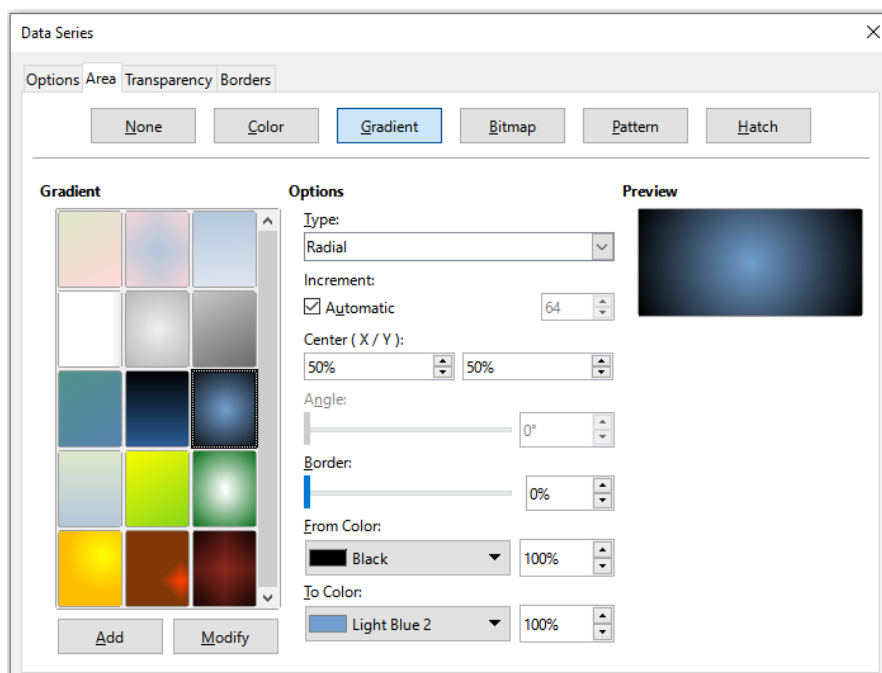 Data Series
Options Area Transparency Borders
None Color Gradient Bitmap Pattern Hatch
Gradient
Options
Type:
Radial
Increment:
Automatic 64
Center ( X / Y ):
50% 50%
Angle:
0°
Border:
0%
From Color:
Black 100%
To Color:
Light Blue 2 100%
Add Modify
Preview